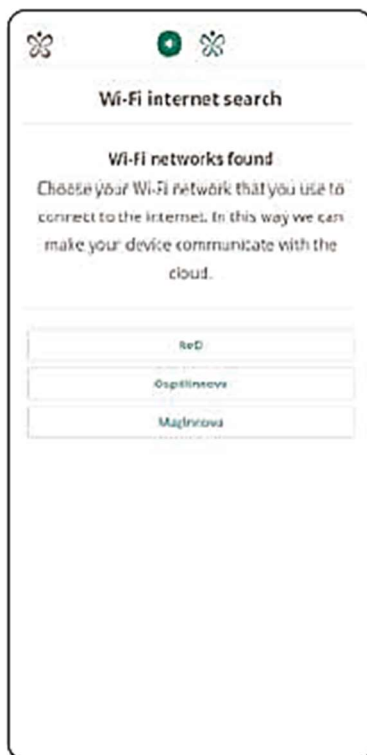 Wi-Fi internet search
Wi-Fi networks found
Choose your Wi-Fi network that you use to
connect to the internet. In this way we can
make your device communicate with the
cloud.
ReD
OspitiInnova
MagInnova